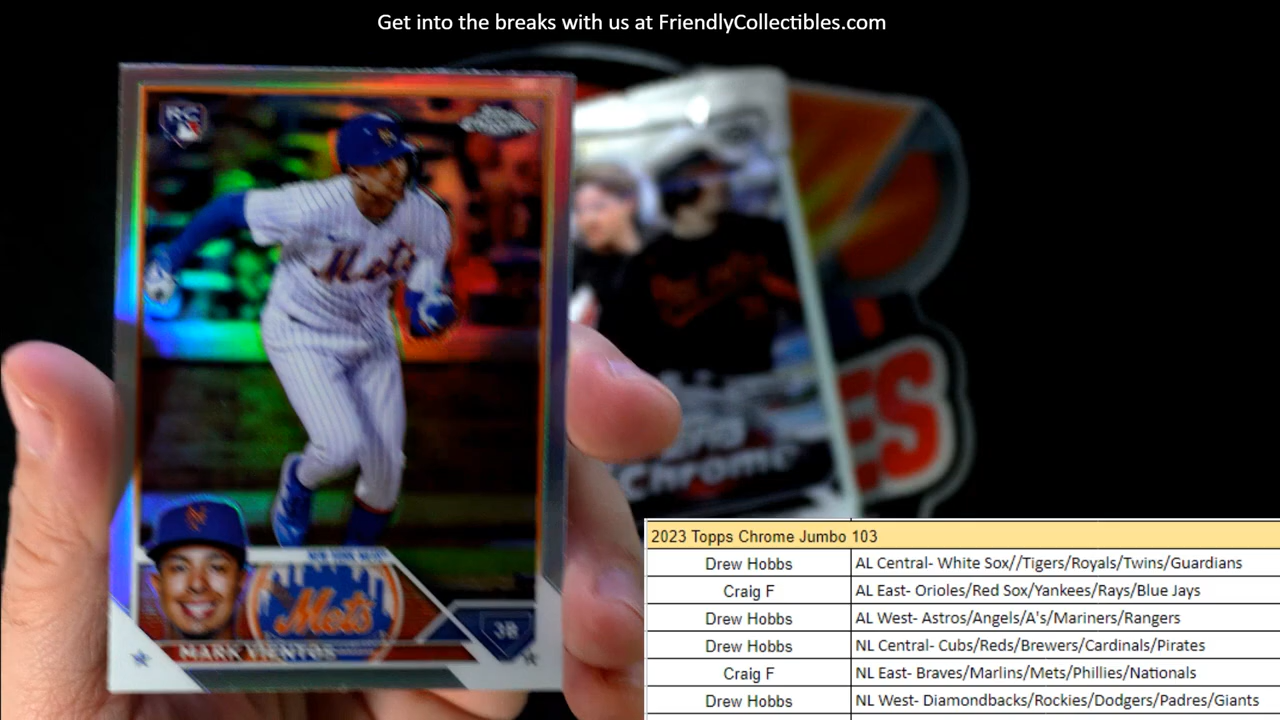 Get into the breaks with us at FriendlyCollectibles.com
RC
Mets
NEW YORK METS
Mets
3B
MARK VIENTOS
Chrome
ES
2023 Topps Chrome Jumbo 103
Drew Hobbs AL Central- White Sox//Tigers/Royals/Twins/Guardians
Craig F AL East- Orioles/Red Sox/Yankees/Rays/Blue Jays
Drew Hobbs AL West- Astros/Angels/A's/Mariners/Rangers
Drew Hobbs NL Central- Cubs/Reds/Brewers/Cardinals/Pirates
Craig F NL East- Braves/Marlins/Mets/Phillies/Nationals
Drew Hobbs NL West- Diamondbacks/Rockies/Dodgers/Padres/Giants